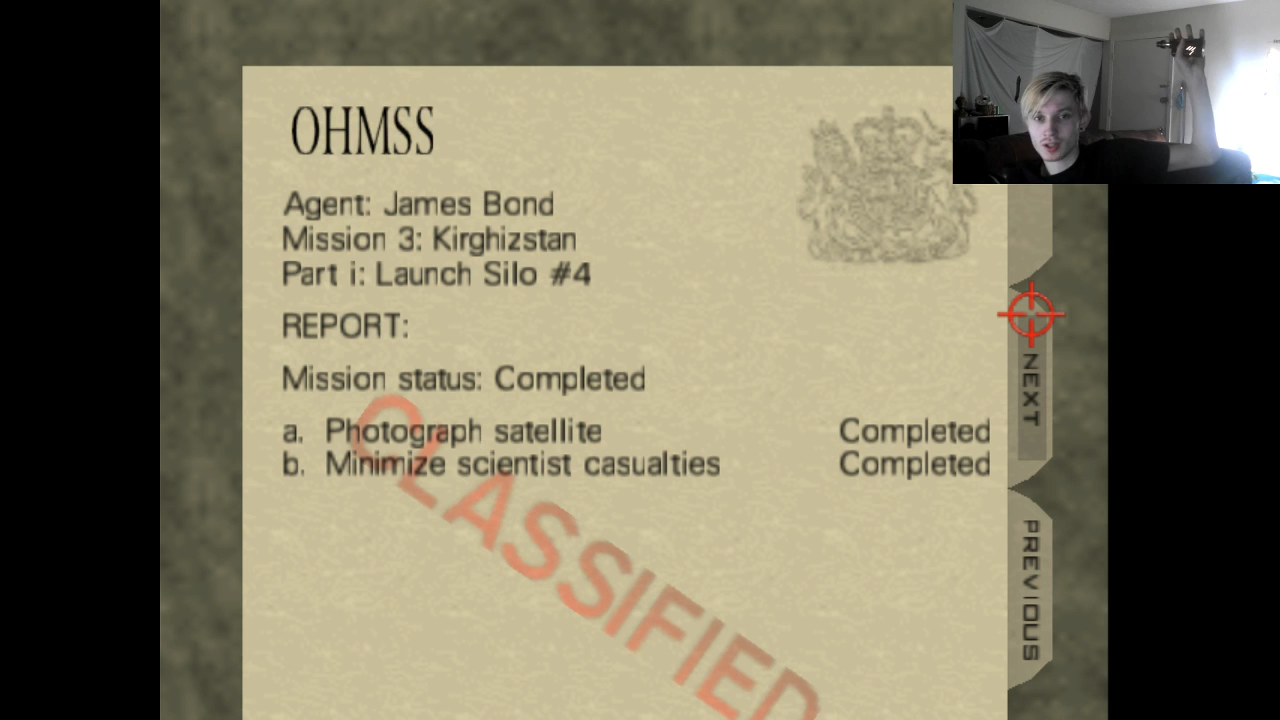 OHMSS
Agent: James Bond
Mission 3: Kirghizstan
Part i: Launch Silo #4
REPORT:
Mission status: Completed
a. Photograph satellite Completed
b. Minimize scientist casualties Completed
CLASSIFIED
NEXT
PREVIOUS